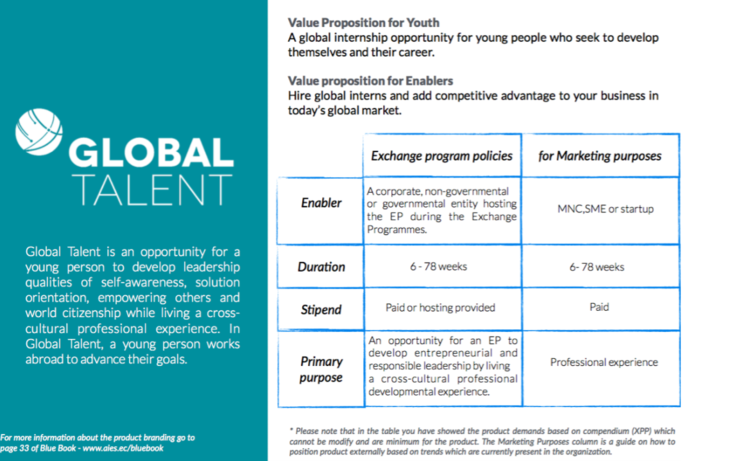 GLOBAL
TALENT
Global Talent is an opportunity for a
young person to develop leadership
qualities of self-awareness, solution
orientation, empowering others and
world citizenship while living a cross-
cultural professional experience. In
Global Talent, a young person works
abroad to advance their goals.
For more information about the product branding go to
page 33 of Blue Book - www.aies.ec/bluebook
Value Proposition for Youth
A global internship opportunity for young people who seek to develop
themselves and their career.
Value proposition for Enablers
Hire global interns and add competitive advantage to your business in
today's global market.
Exchange program policies
for Marketing purposes
Enabler
A corporate, non-governmental
or governmental entity hosting
the EP during the Exchange
Programmes.
MNC,SME or startup
Duration
6 - 78 weeks
6- 78 weeks
Stipend
Paid or hosting provided
Paid
Primary
purpose
An opportunity for an EP to
develop entrepreneurial and
responsible leadership by living
a cross-cultural professional
developmental experience.
Professional experience
* Please note that in the table you have showed the product demands based on compendium (XPP) which
cannot be modify and are minimum for the product. The Marketing Purposes column is a guide on how to
position product externally based on trends which are currently present in the organization.